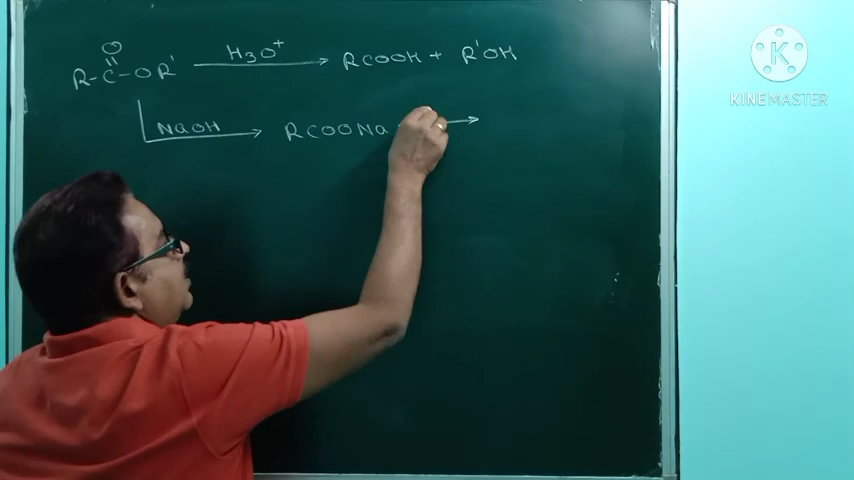 O
R-C-OR' H3O+ RCOOH + R'OH
NaOH RCOONa
K
KINEMASTER